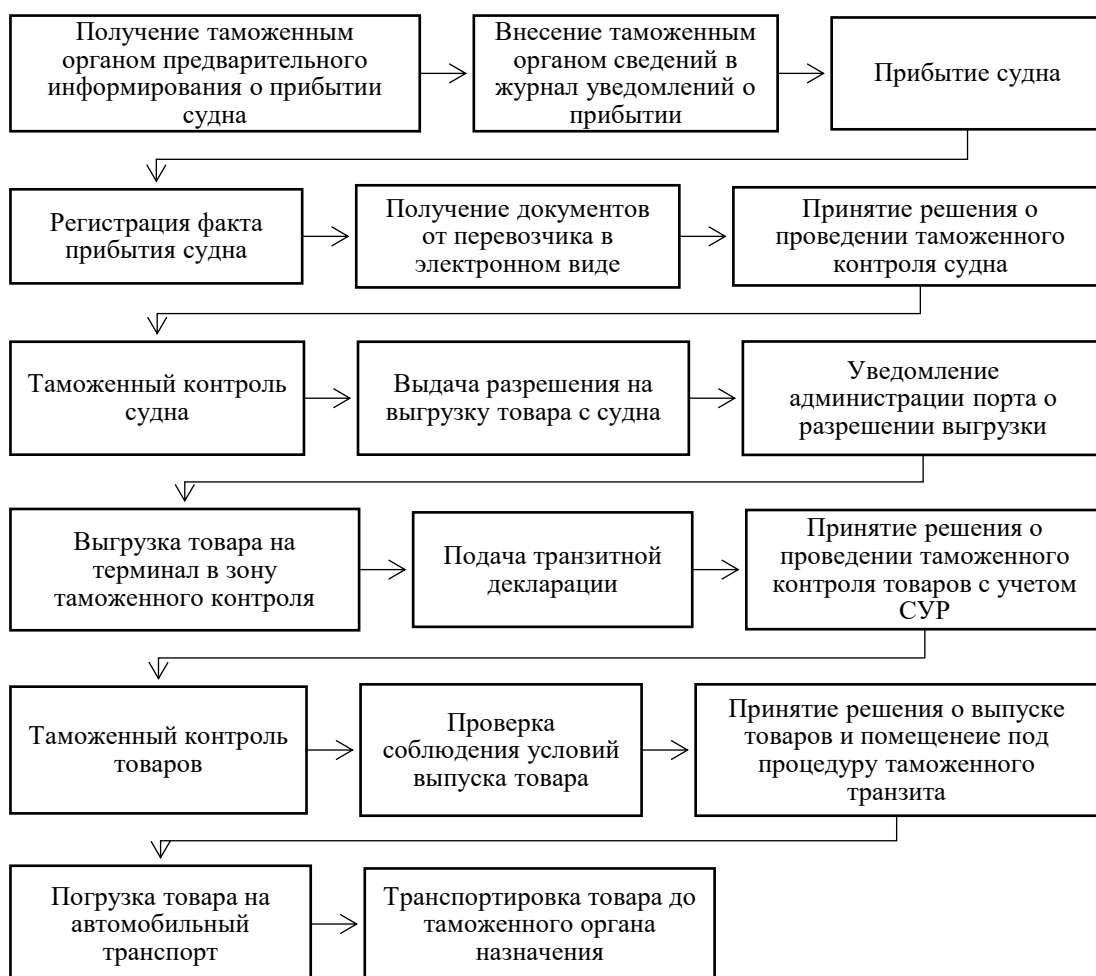 Получение таможенным
органом предварительного
информирования о прибытии
судна
Внесение таможенным
органом сведений в
журнал уведомлений о
прибытии
Прибытие судна
Регистрация факта
прибытия судна
Получение документов
от перевозчика в
электронном виде
Принятие решения о
проведении таможенного
контроля судна
Таможенный контроль
судна
Выдача разрешения на
выгрузку товара с судна
Уведомление
администрации порта о
разрешении выгрузки
Выгрузка товара на
терминал в зону
таможенного контроля
Подача транзитной
декларации
Принятие решения о
проведении таможенного
контроля товаров с учетом
СУР
Таможенный контроль
товаров
Проверка
соблюдения условий
выпуска товара
Принятие решения о выпуске
товаров и помещенеие под
процедуру таможенного
транзита
Погрузка товара на
автомобильный
транспорт
Транспортировка товара до
таможенного органа
назначения